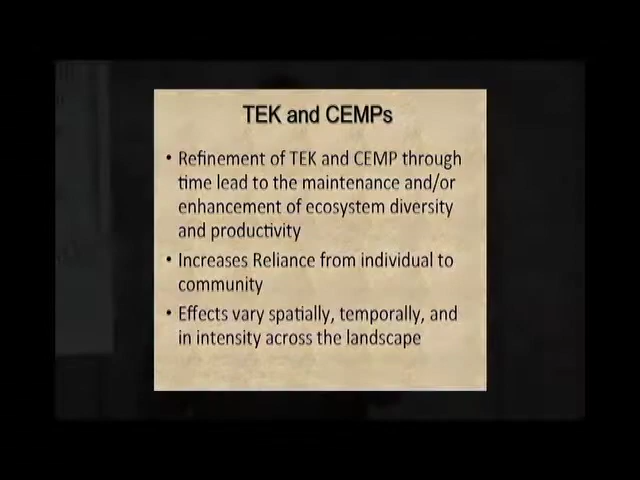 TEK and CEMPs
• Refinement of TEK and CEMP through
time lead to the maintenance and/or
enhancement of ecosystem diversity
and productivity
• Increases Reliance from individual to
community
• Effects vary spatially, temporally, and
in intensity across the landscape